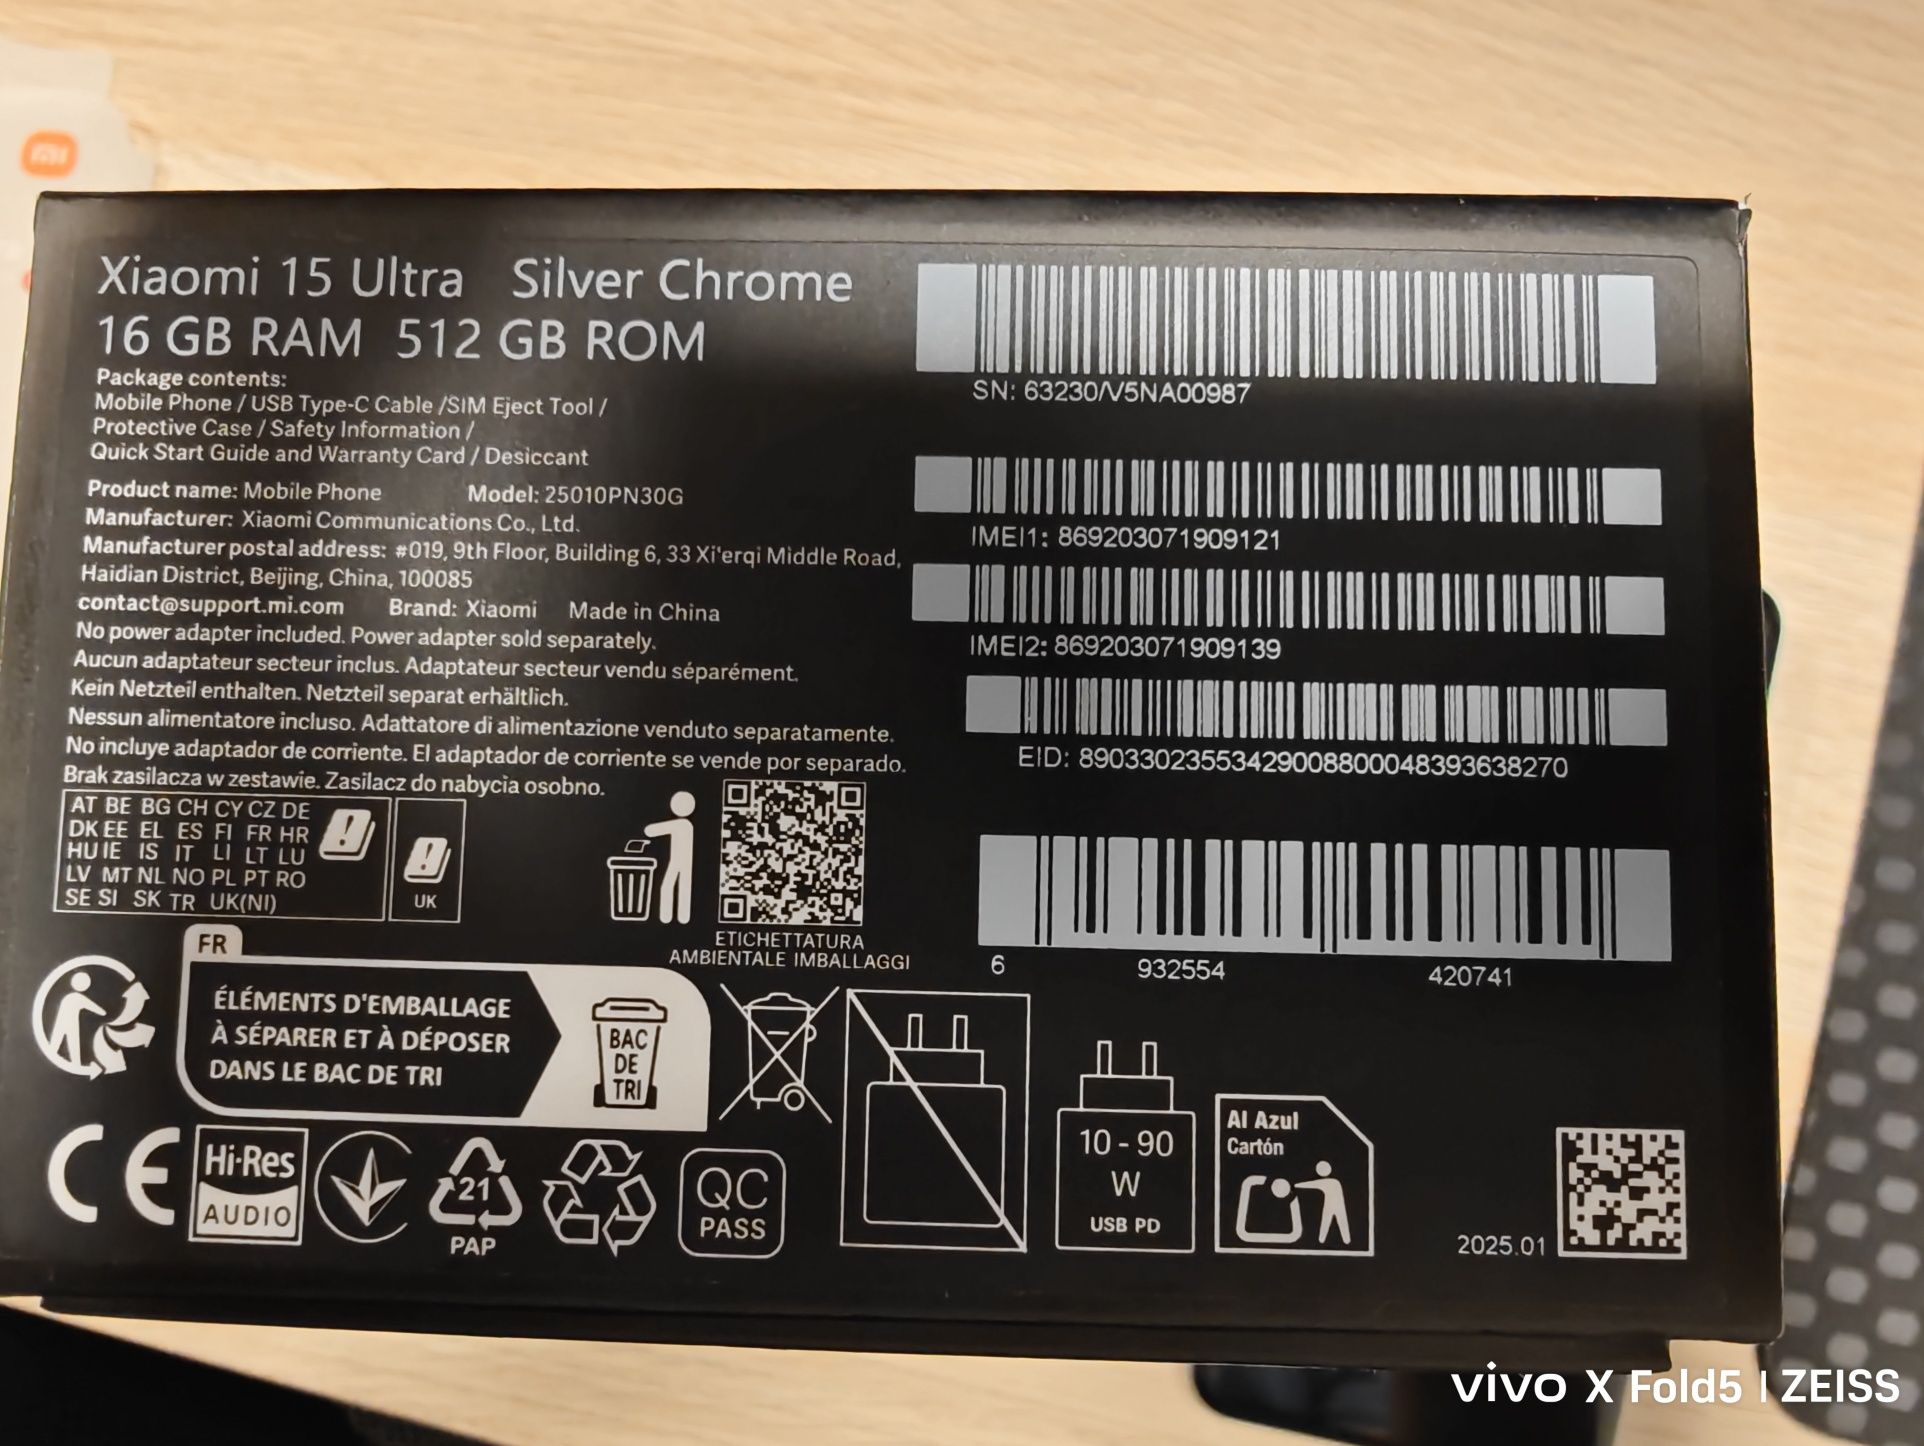 Xiaomi 15 Ultra Silver Chrome
16 GB RAM 512 GB ROM
Package contents:
Mobile Phone / USB Type-C Cable /SIM Eject Tool /
Protective Case / Safety Information /
Quick Start Guide and Warranty Card / Desiccant
Product name: Mobile Phone Model: 25010PN30G
Manufacturer: Xiaomi Communications Co., Ltd.
Manufacturer postal address: #019, 9th Floor, Building 6, 33 Xi'erqi Middle Road,
Haidian District, Beijing, China, 100085
contact@support.mi.com Brand: Xiaomi Made in China
No power adapter included. Power adapter sold separately.
Aucun adaptateur secteur inclus. Adaptateur secteur vendu séparément.
Kein Netzteil enthalten. Netzteil separat erhältlich.
Nessun alimentatore incluso. Adattatore di alimentazione venduto separatamente.
No incluye adaptador de corriente. El adaptador de corriente se vende por separado.
Brak zasilacza w zestawie. Zasilacz do nabycia osobno.
AT BE BG CH CY CZ DE
DK EE EL ES FI FR HR
HU IE IS IT LI LT LU
LV MT NL NO PL PT RO
SE SI SK TR UK(NI)
UK
ETICHETTATURA
AMBIENTALE IMBALLAGGI
FR
ÉLÉMENTS D'EMBALLAGE
À SÉPARER ET À DÉPOSER
DANS LE BAC DE TRI
BAC
DE
TRI
Hi-Res
AUDIO
21
PAP
QC
PASS
SN: 63230/V5NA00987
IMEI1: 869203071909121
IMEI2: 869203071909139
EID: 89033023553429008800048393638270
6 932554 420741
10 - 90
W
USB PD
Al Azul
Cartón
2025.01
CE
mi
vivo X Fold5 | ZEISS